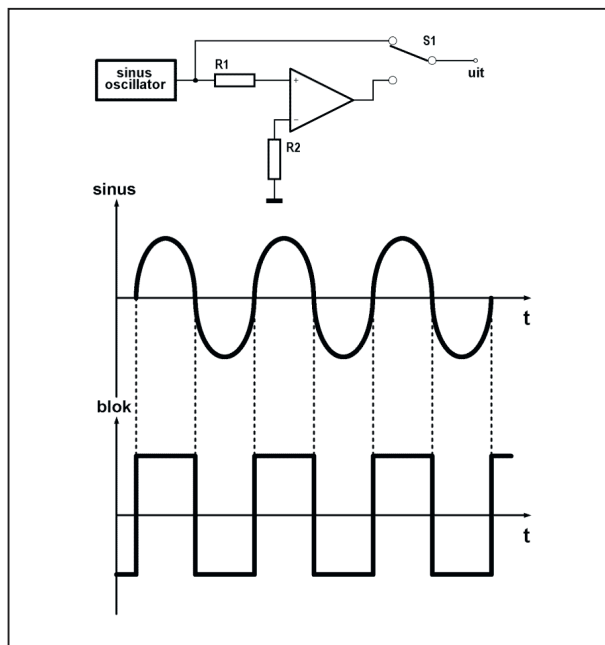 S1
sinus
oscillator
R1
+
uit
−
R2
sinus
t
blok
t